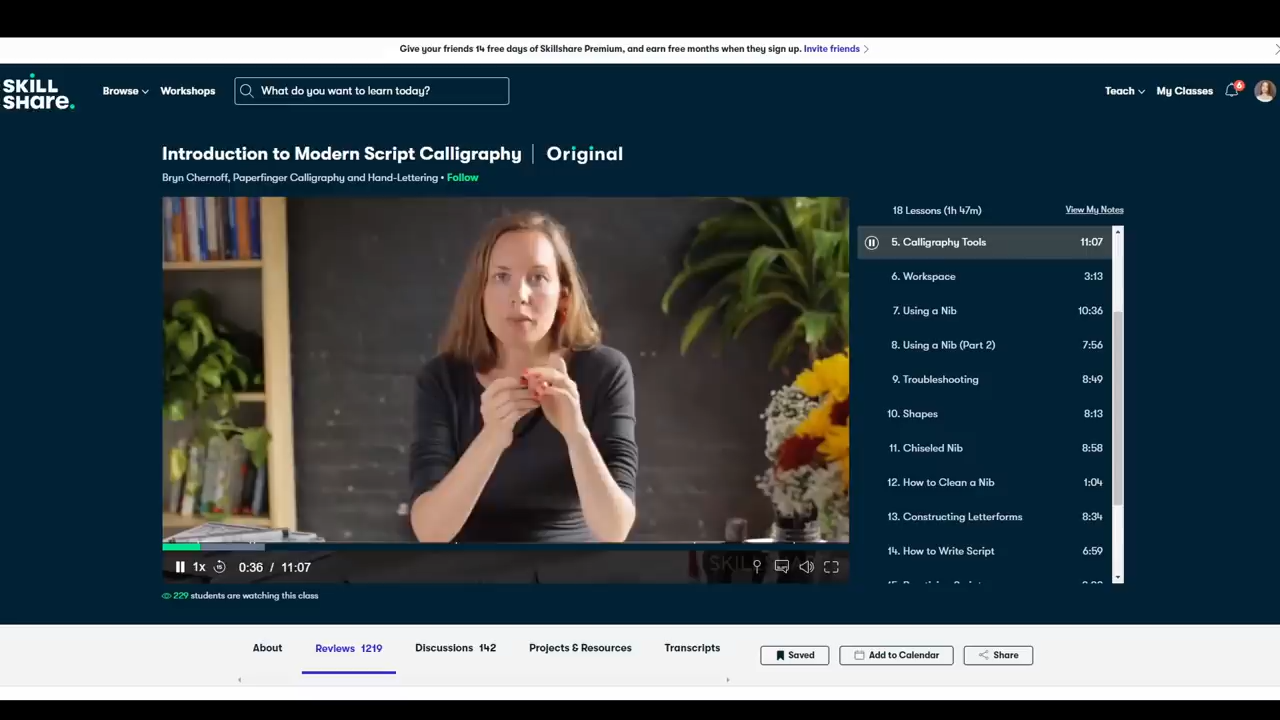 Give your friends 14 free days of Skillshare Premium, and earn free months when they sign up. Invite friends
SKILL
SHARE.
Browse
Workshops
What do you want to learn today?
Teach
My Classes
6
Introduction to Modern Script Calligraphy | Original
Bryn Chernoff, Paperfinger Calligraphy and Hand-Lettering • Follow
18 Lessons (1h 47m)
View My Notes
5. Calligraphy Tools 11:07
6. Workspace 3:13
7. Using a Nib 10:36
8. Using a Nib (Part 2) 7:56
9. Troubleshooting 8:49
10. Shapes 8:13
11. Chiseled Nib 8:58
12. How to Clean a Nib 1:04
13. Constructing Letterforms 8:34
14. How to Write Script 6:59
1x
15
0:36 / 11:07
SKILLSHARE
229 students are watching this class
About
Reviews 1219
Discussions 142
Projects & Resources
Transcripts
Saved
Add to Calendar
Share